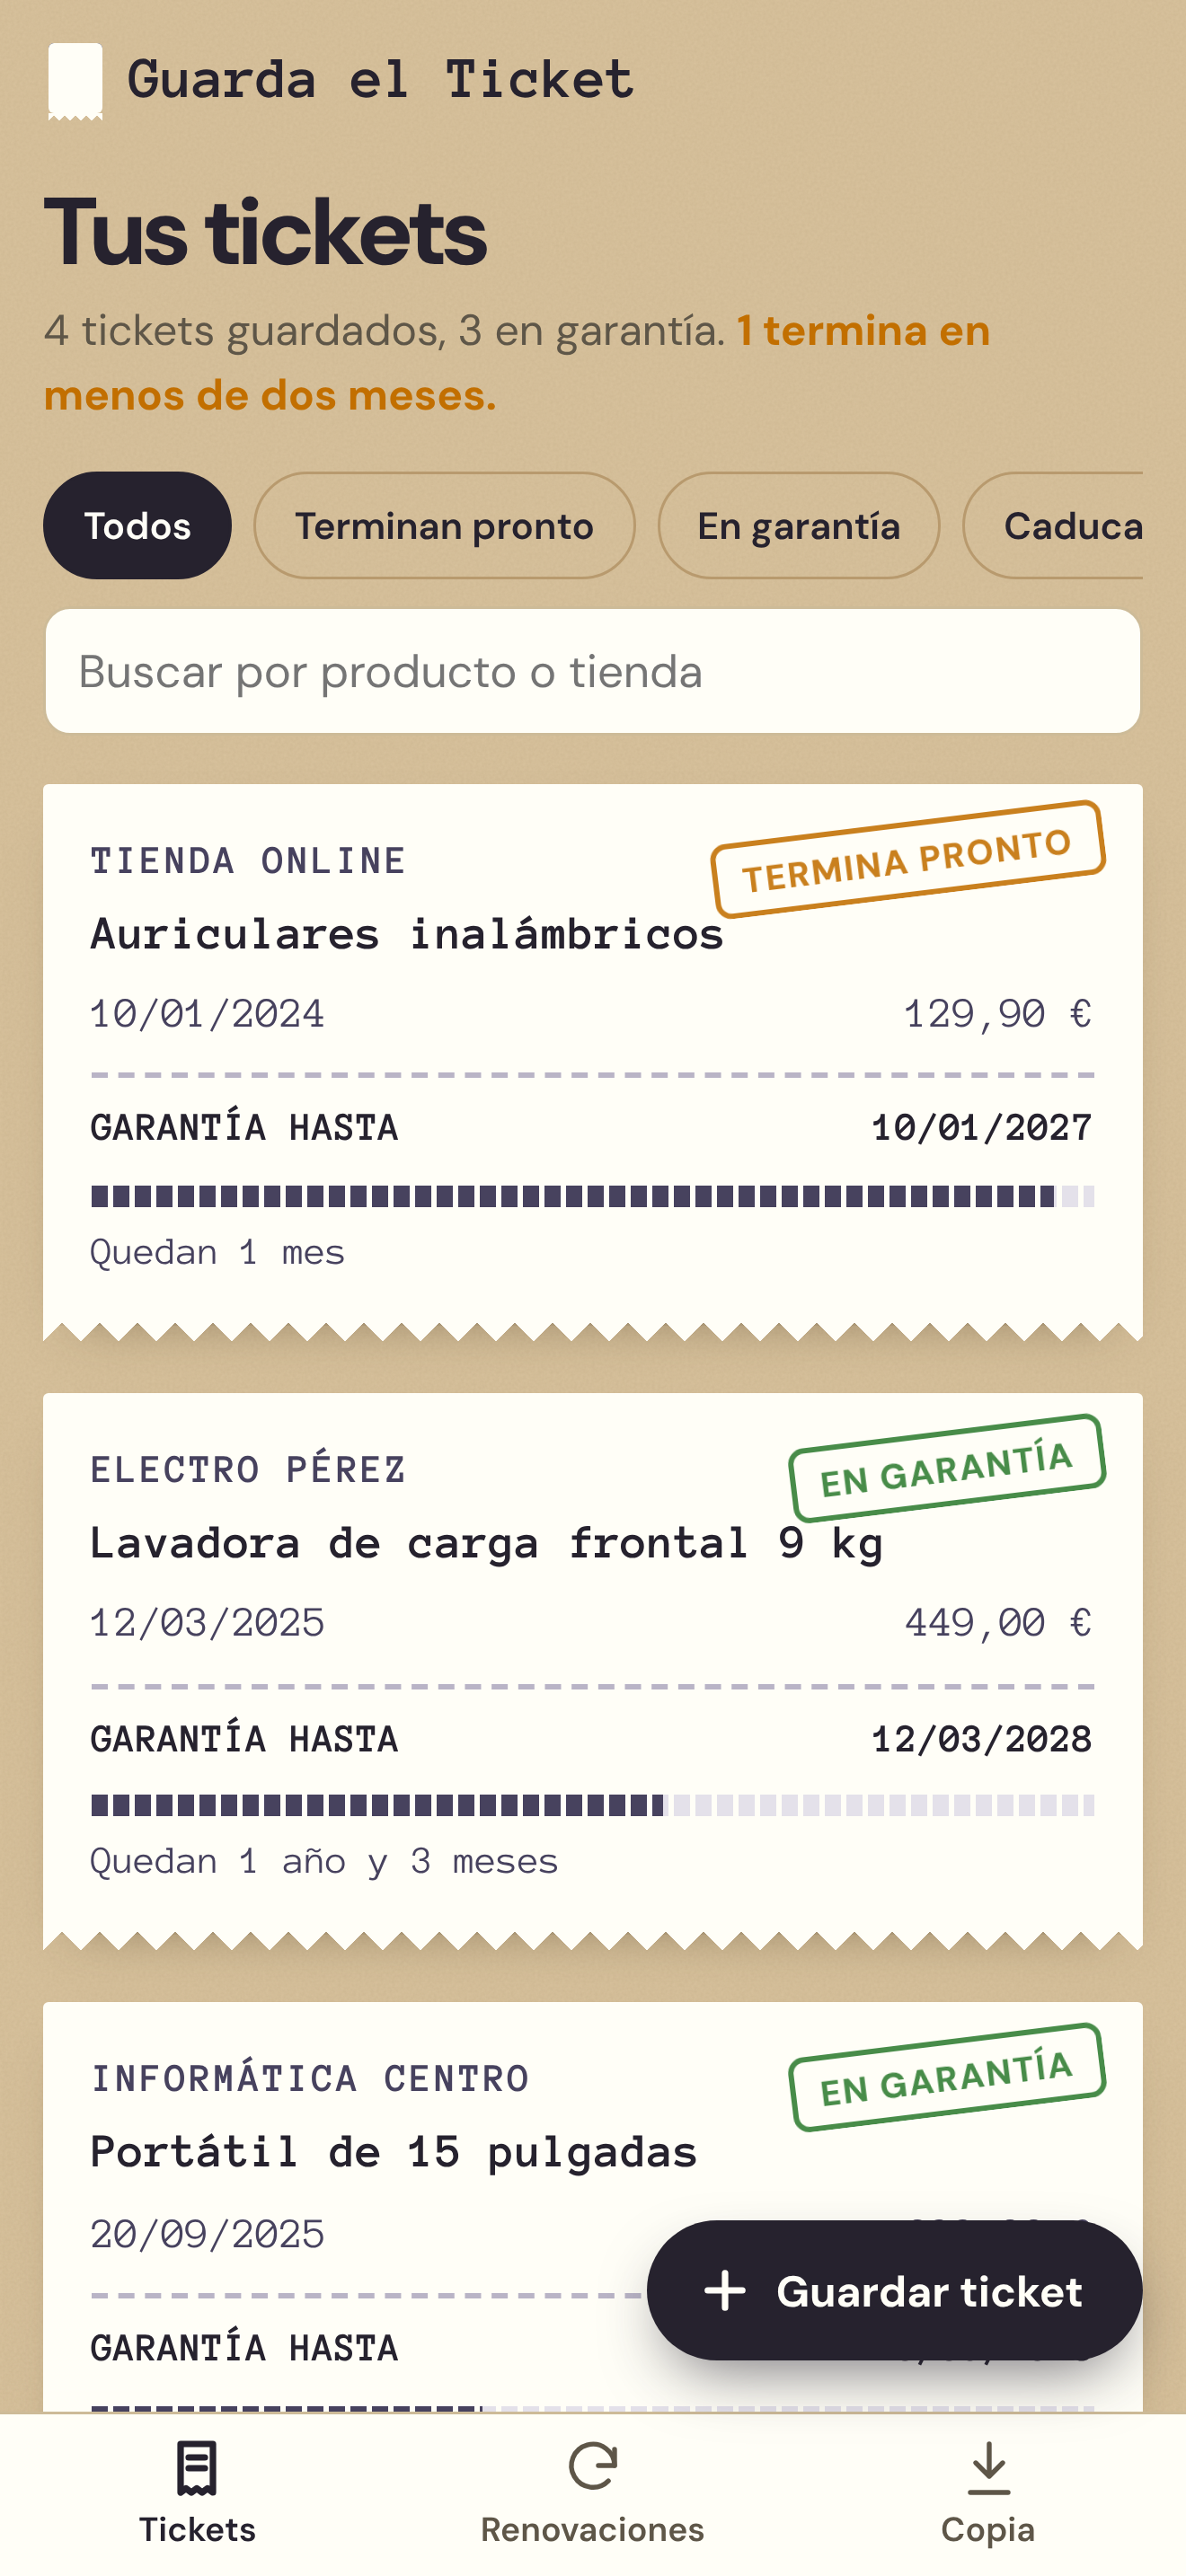 Guarda el Ticket
Tus tickets
4 tickets guardados, 3 en garantía. 1 termina en
menos de dos meses.
Todos
Terminan pronto
En garantía
Caduca
Buscar por producto o tienda
TIENDA ONLINE
TERMINA PRONTO
Auriculares inalámbricos
10/01/2024
129,90 €
GARANTÍA HASTA
10/01/2027
Quedan 1 mes
ELECTRO PÉREZ
EN GARANTÍA
Lavadora de carga frontal 9 kg
12/03/2025
449,00 €
GARANTÍA HASTA
12/03/2028
Quedan 1 año y 3 meses
INFORMÁTICA CENTRO
EN GARANTÍA
Portátil de 15 pulgadas
20/09/2025
Guardar ticket
GARANTÍA HASTA
Tickets
Renovaciones
Copia